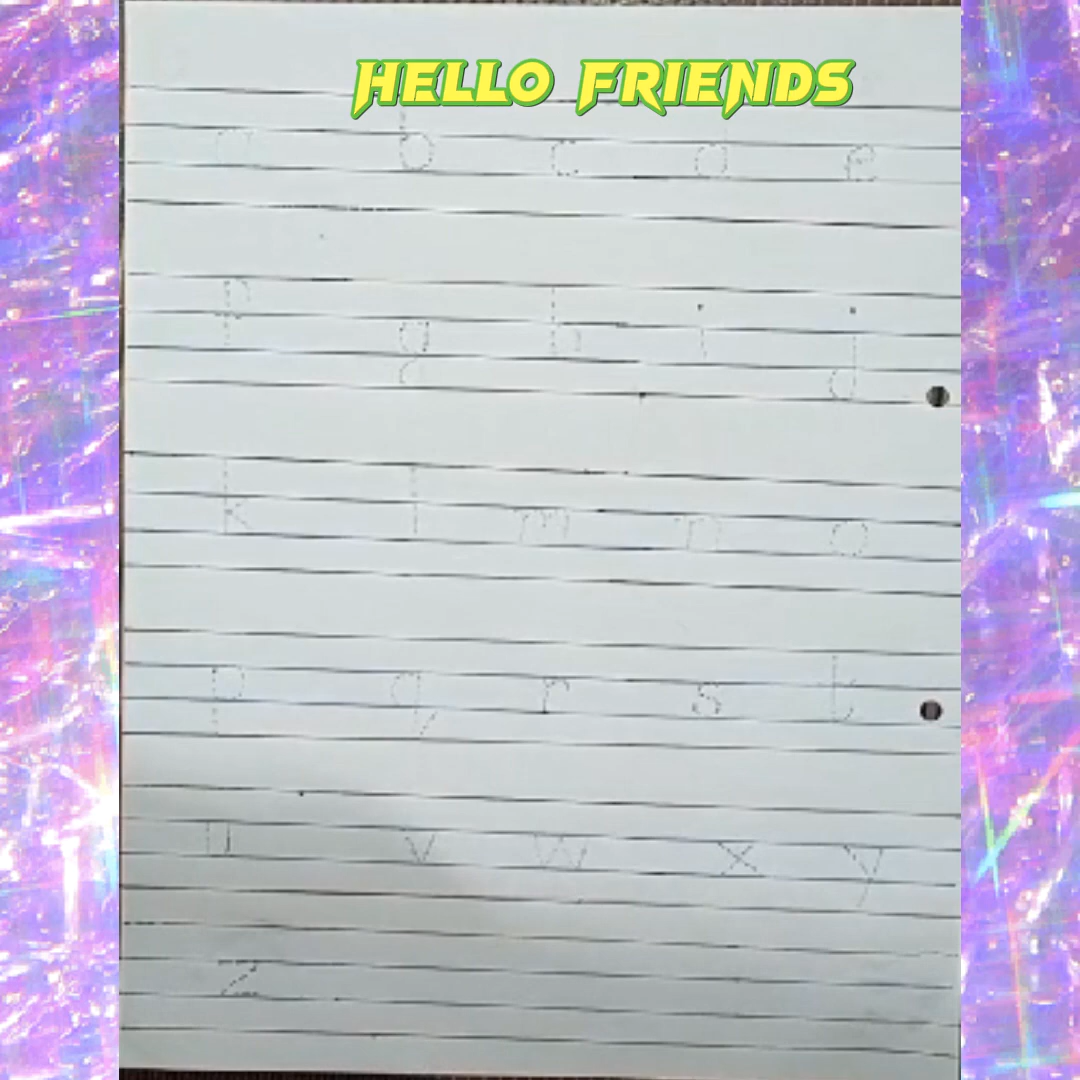 HELLO FRIENDS
a b c d e
f g h i j
k l m n o
p q r s t
u v w x y
z